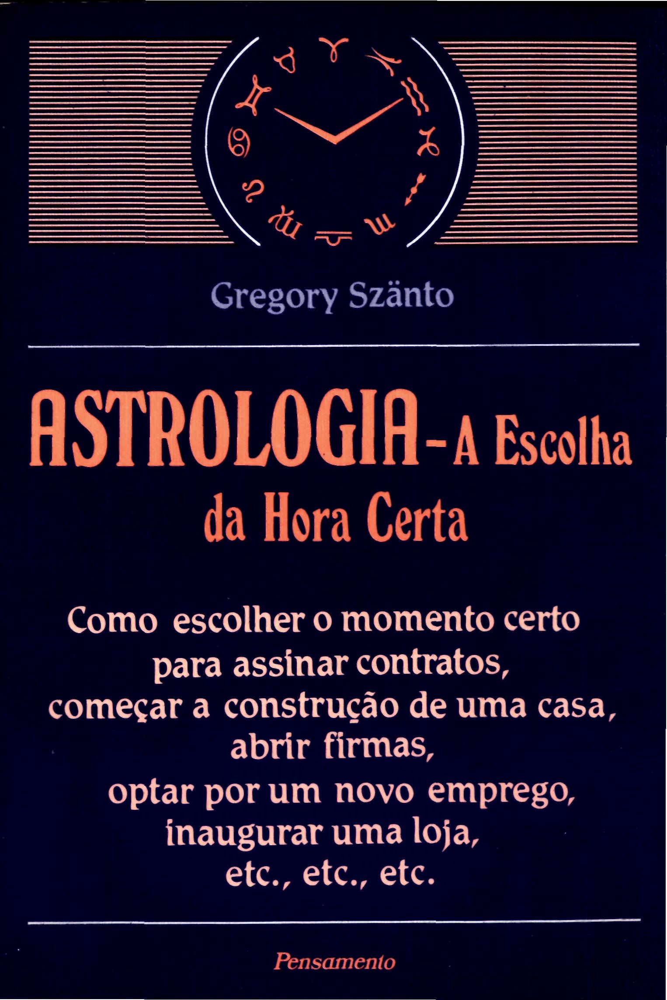 Gregory Szänto
ASTROLOGIA - A Escolha
da Hora Certa
Como escolher o momento certo
para assinar contratos,
começar a construção de uma casa,
abrir firmas,
optar por um novo emprego,
inaugurar uma loja,
etc., etc., etc.
Pensamento